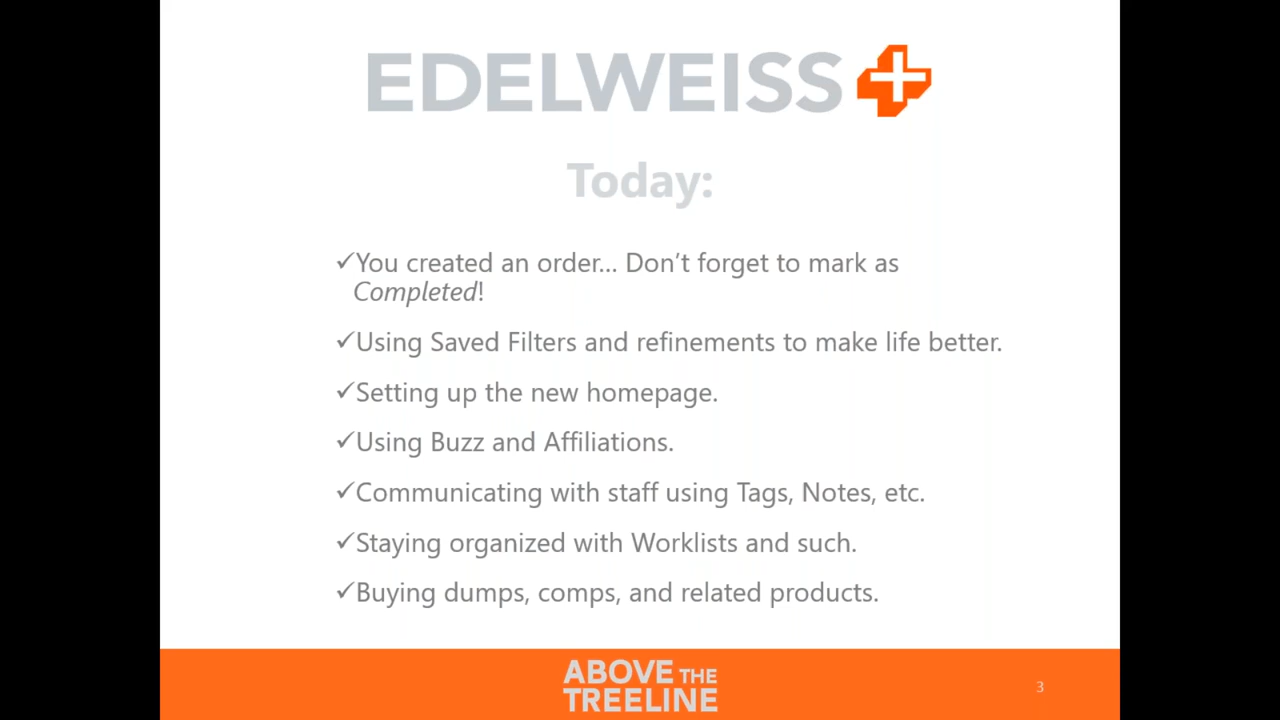 EDELWEISS+
Today:
✓You created an order... Don't forget to mark as
Completed!
✓Using Saved Filters and refinements to make life better.
✓Setting up the new homepage.
✓Using Buzz and Affiliations.
✓Communicating with staff using Tags, Notes, etc.
✓Staying organized with Worklists and such.
✓Buying dumps, comps, and related products.
ABOVE THE
TREELINE
3